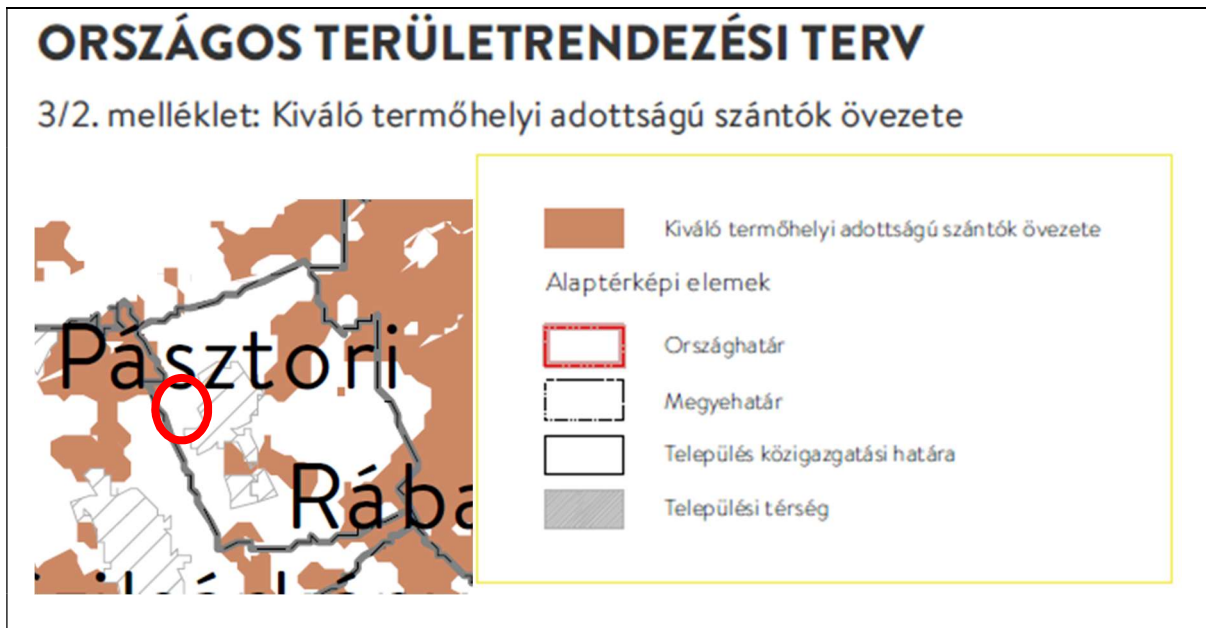 ORSZÁGOS TERÜLETRENDEZÉSI TERV
3/2. melléklet: Kiváló termőhelyi adottságú szántók övezete
Kiváló termőhelyi adottságú szántók övezete
Alaptérképi elemek
Országhatár
Megyehatár
Település közigazgatási határa
Települési térség
Pásztori
Rába